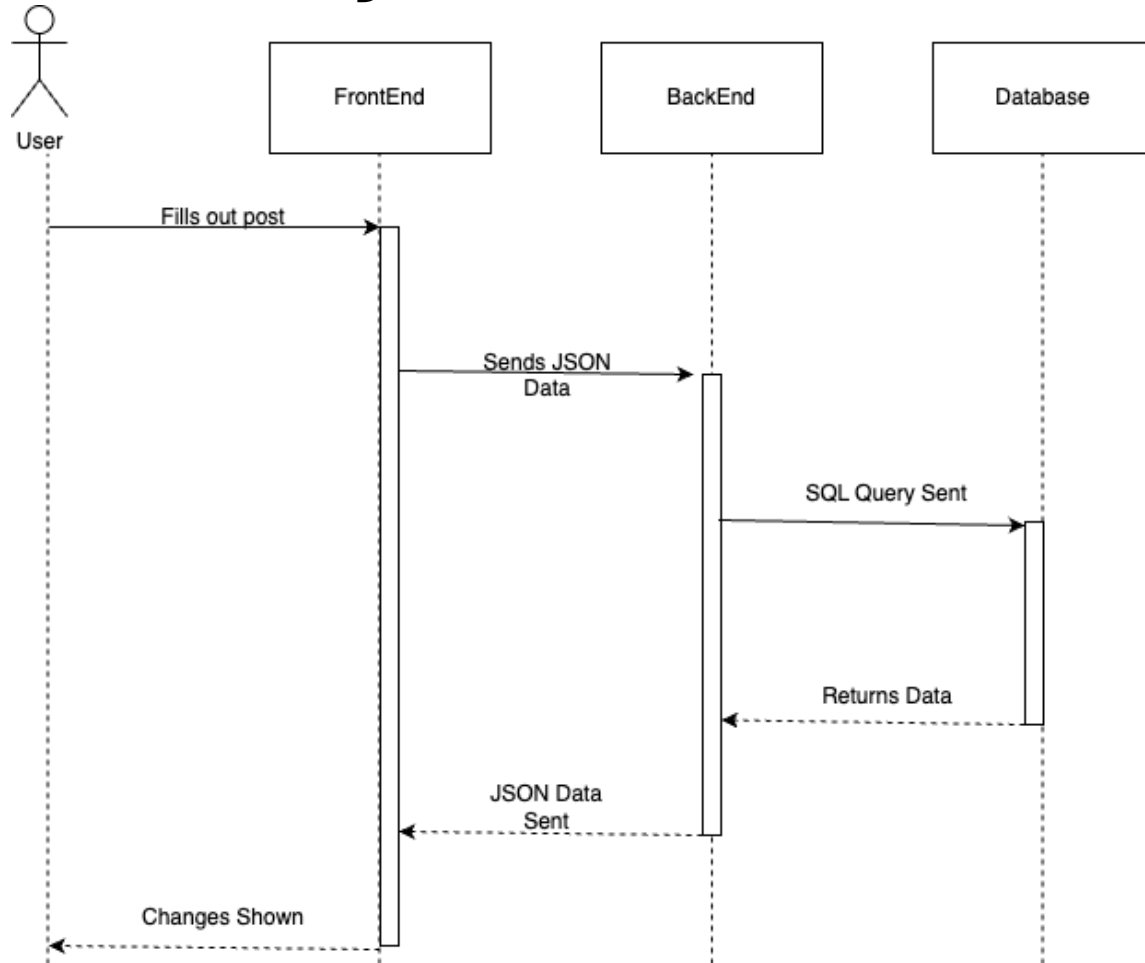 User
FrontEnd
BackEnd
Database
Fills out post
Sends JSON
Data
SQL Query Sent
Returns Data
JSON Data
Sent
Changes Shown